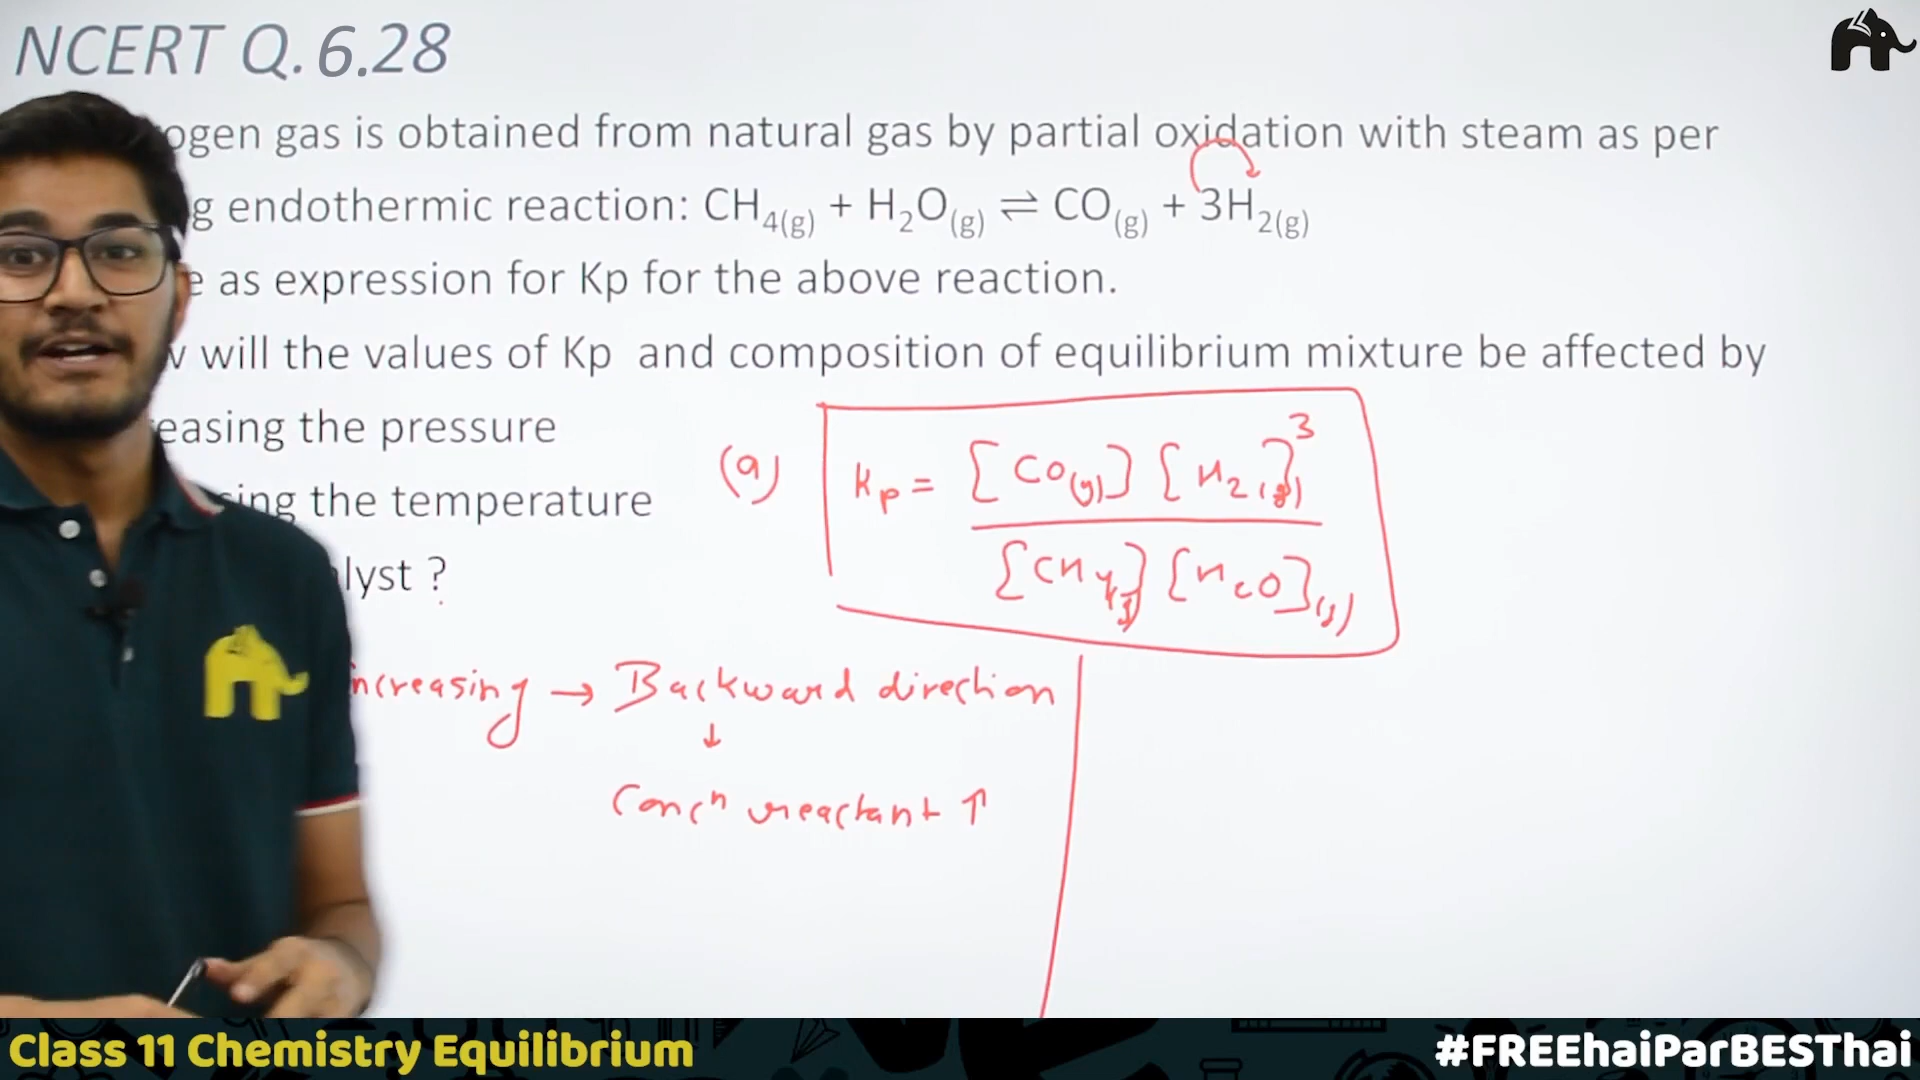 NCERT Q. 6.28
ogen gas is obtained from natural gas by partial oxidation with steam as per
g endothermic reaction: CH4(g) + H2O(g) ⇌ CO(g) + 3H2(g)
e as expression for Kp for the above reaction.
will the values of Kp and composition of equilibrium mixture be affected by
easing the pressure
ing the temperature
lyst ?
(a) Kp = [CO(g)] [H2(g)]^3
[CH4(g)] [H2O](g)
increasing → Backward direction
↓
Concn reactant ↑
Class 11 Chemistry Equilibrium
#FREEhaiParBESThai